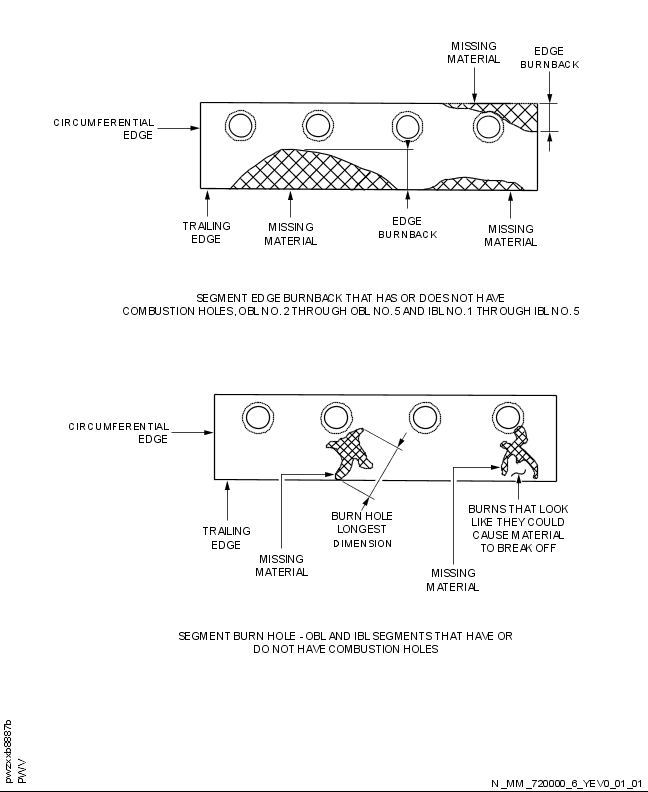 MISSING
MATERIAL
EDGE
BURNBACK
CIRCUMFERENTIAL
EDGE
TRAILING
EDGE
MISSING
MATERIAL
EDGE
BURNBACK
MISSING
MATERIAL
SEGMENT EDGE BURNBACK THAT HAS OR DOES NOT HAVE
COMBUSTION HOLES, OBL NO. 2 THROUGH OBL NO. 5 AND IBL NO. 1 THROUGH IBL NO. 5
CIRCUMFERENTIAL
EDGE
TRAILING
EDGE
MISSING
MATERIAL
BURN HOLE
LONGEST
DIMENSION
MISSING
MATERIAL
BURNS THAT LOOK
LIKE THEY COULD
CAUSE MATERIAL
TO BREAK OFF
SEGMENT BURN HOLE - OBL AND IBL SEGMENTS THAT HAVE OR
DO NOT HAVE COMBUSTION HOLES
pwzxxb8887b
PWV
N_MM_720000_6_YEV0_01_01